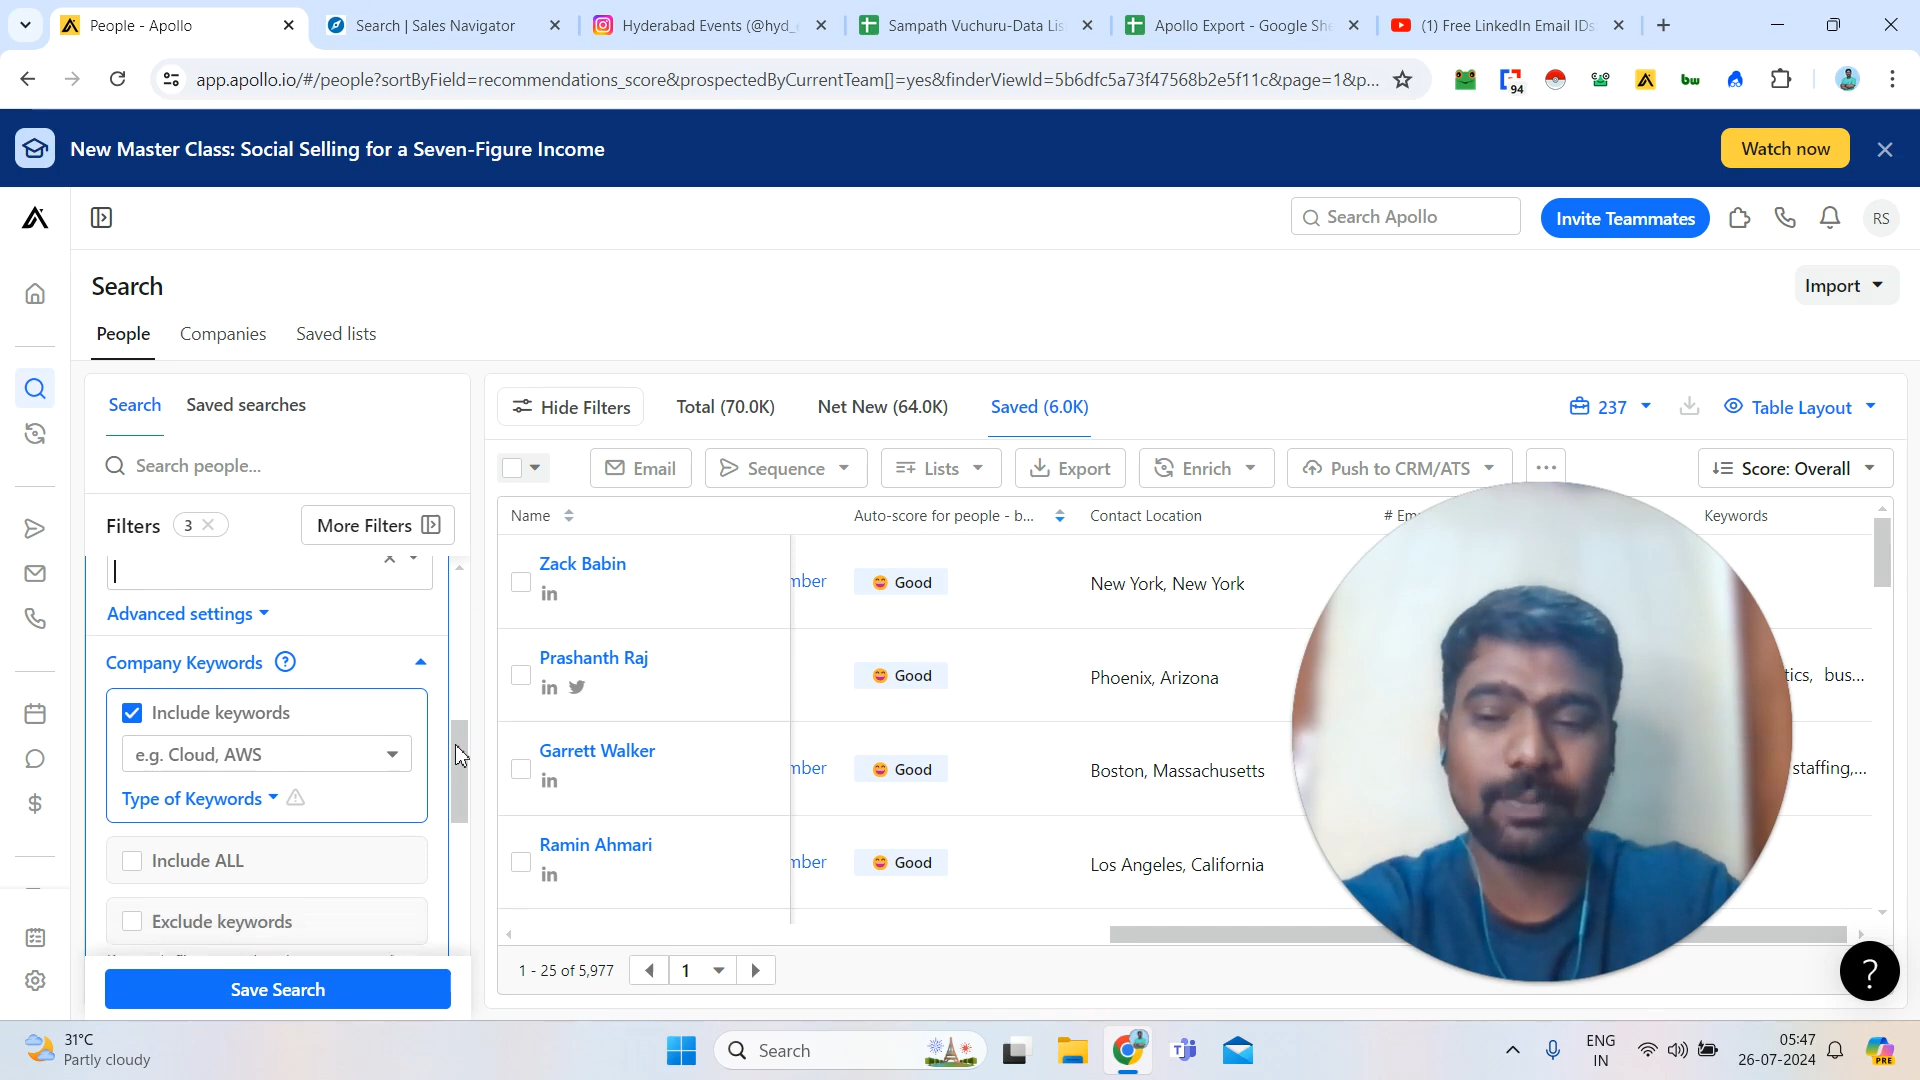 People - Apollo
Search | Sales Navigator
Hyderabad Events (@hyd_
Sampath Vuchuru-Data Lis
Apollo Export - Google She
(1) Free LinkedIn Email IDs
app.apollo.io/#/people?sortByField=recommendations_score&prospectedByCurrentTeam[]=yes&finderViewId=5b6dfc5a73f47568b2e5f11c&page=1&p...
94
bw
New Master Class: Social Selling for a Seven-Figure Income
Watch now
Search Apollo
Invite Teammates
RS
Search
Import
People
Companies
Saved lists
Search
Saved searches
Hide Filters
Total (70.0K)
Net New (64.0K)
Saved (6.0K)
237
Table Layout
Search people...
Email
Sequence
Lists
Export
Enrich
Push to CRM/ATS
Score: Overall
Filters
3
More Filters
Name
Auto-score for people - b...
Contact Location
# Em
Keywords
Advanced settings
Company Keywords
Include keywords
e.g. Cloud, AWS
Type of Keywords
Include ALL
Exclude keywords
Save Search
Zack Babin
mber
Good
New York, New York
Prashanth Raj
Good
Phoenix, Arizona
tics, bus...
Garrett Walker
mber
Good
Boston, Massachusetts
staffing,...
Ramin Ahmari
mber
Good
Los Angeles, California
1 - 25 of 5,977
1
?
31°C
Partly cloudy
Search
ENG
IN
05:47
26-07-2024
PRE